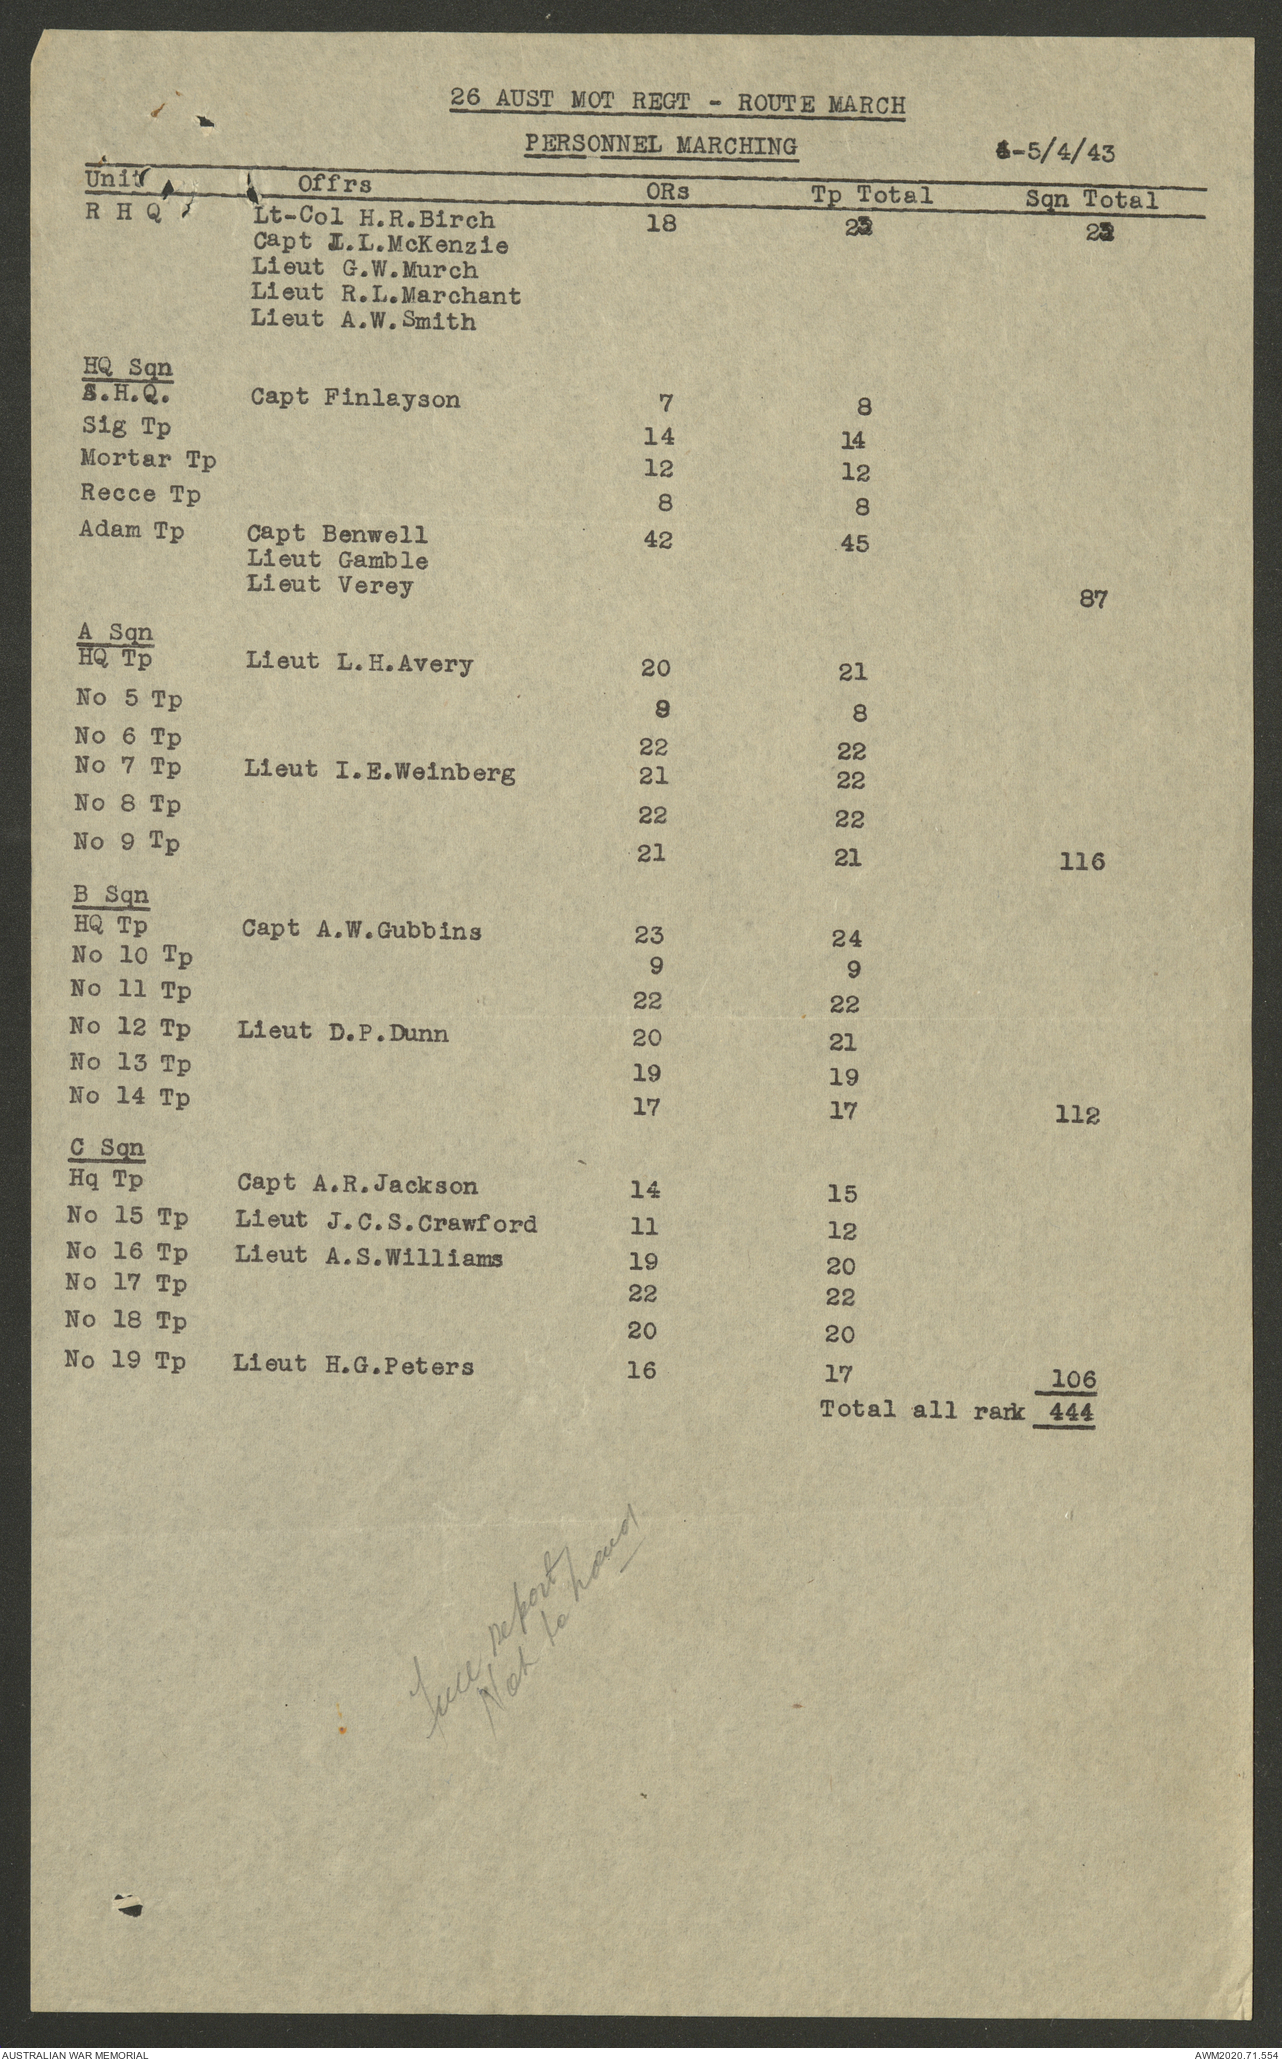 26 AUST MOT REGT - ROUTE MARCH
PERSONNEL MARCHING 4-5/4/43
Unit Offrs ORs Tp Total Sqn Total
R H Q Lt-Col H.R.Birch 18 23 23
Capt I.L.McKenzie
Lieut G.W.Murch
Lieut R.L.Marchant
Lieut A.W.Smith
HQ Sqn
S.H.Q. Capt Finlayson 7 8
Sig Tp 14 14
Mortar Tp 12 12
Recce Tp 8 8
Adam Tp Capt Benwell 42 45
Lieut Gamble
Lieut Verey
87
A Sqn
HQ Tp Lieut L.H.Avery 20 21
No 5 Tp 8 8
No 6 Tp 22 22
No 7 Tp Lieut I.E.Weinberg 21 22
No 8 Tp 22 22
No 9 Tp 21 21 116
B Sqn
HQ Tp Capt A.W.Gubbins 23 24
No 10 Tp 9 9
No 11 Tp 22 22
No 12 Tp Lieut D.P.Dunn 20 21
No 13 Tp 19 19
No 14 Tp 17 17 112
C Sqn
Hq Tp Capt A.R.Jackson 14 15
No 15 Tp Lieut J.C.S.Crawford 11 12
No 16 Tp Lieut A.S.Williams 19 20
No 17 Tp 22 22
No 18 Tp 20 20
No 19 Tp Lieut H.G.Peters 16 17 106
Total all rank 444
Full report
Not to hand
AUSTRALIAN WAR MEMORIAL AWM2020.71.554